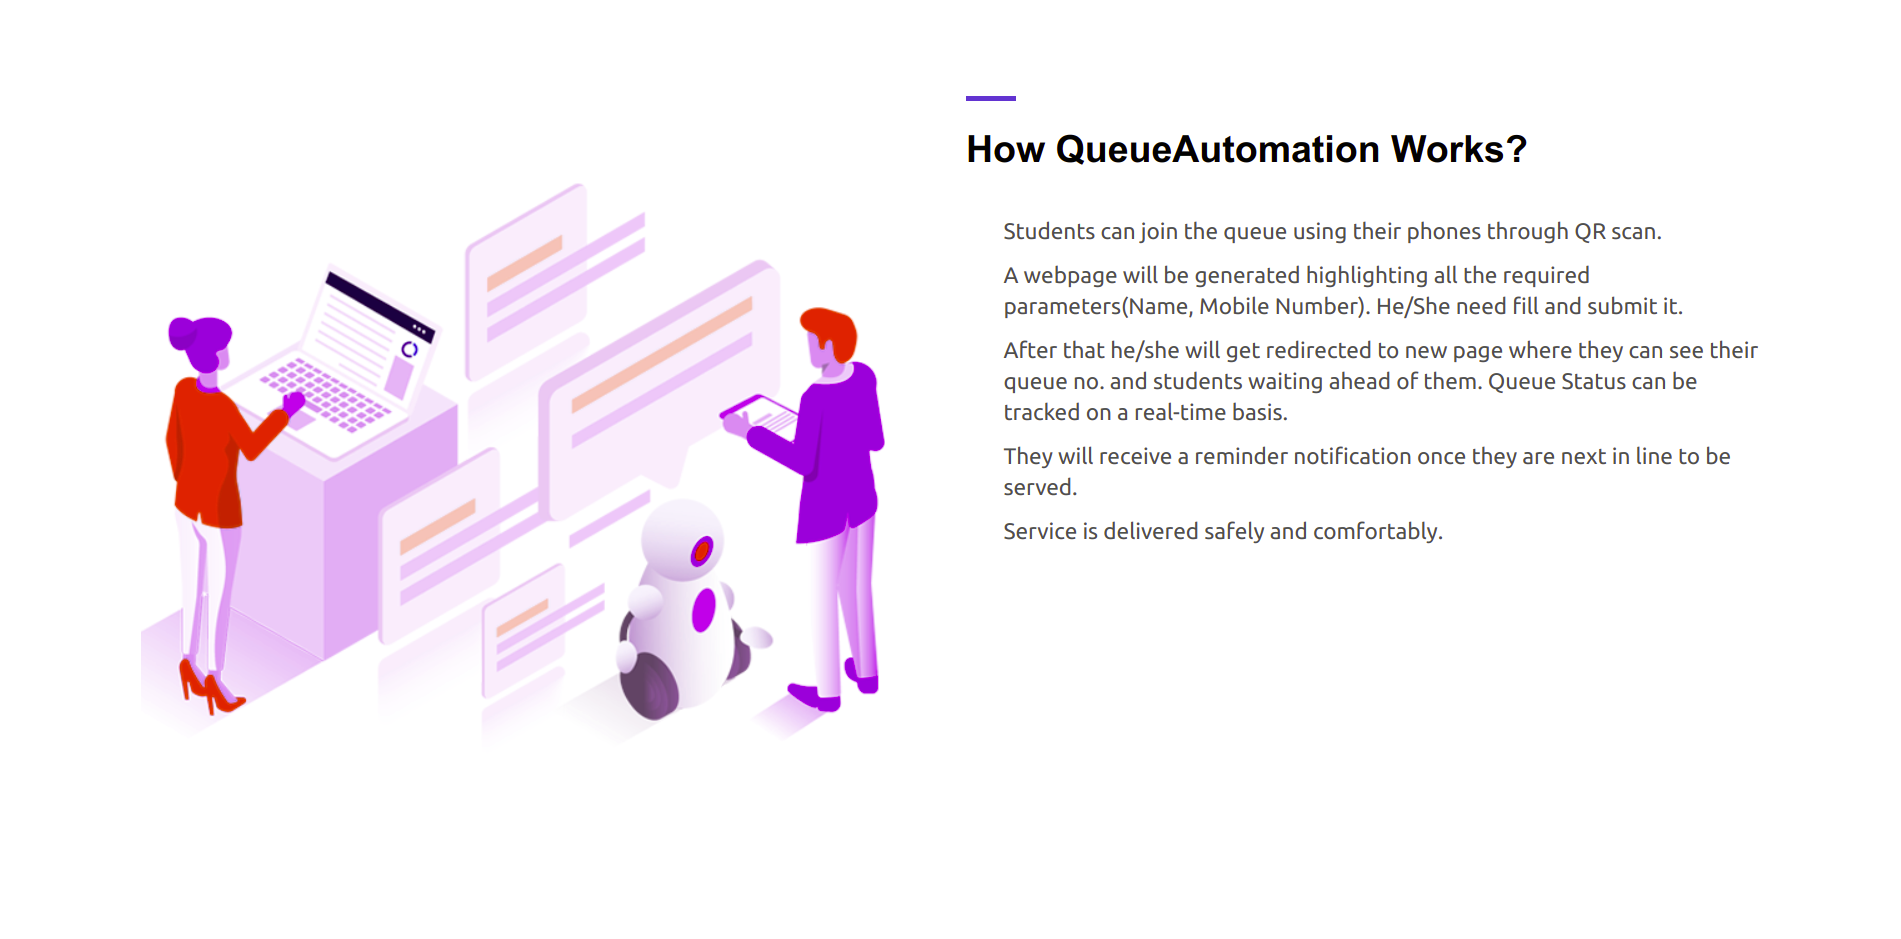 How QueueAutomation Works?
Students can join the queue using their phones through QR scan.
A webpage will be generated highlighting all the required
parameters(Name, Mobile Number). He/She need fill and submit it.
After that he/she will get redirected to new page where they can see their
queue no. and students waiting ahead of them. Queue Status can be
tracked on a real-time basis.
They will receive a reminder notification once they are next in line to be
served.
Service is delivered safely and comfortably.